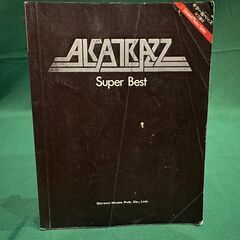 ALCATRAZZ
Super Best
Doremi Music Pub. Co., Ltd.